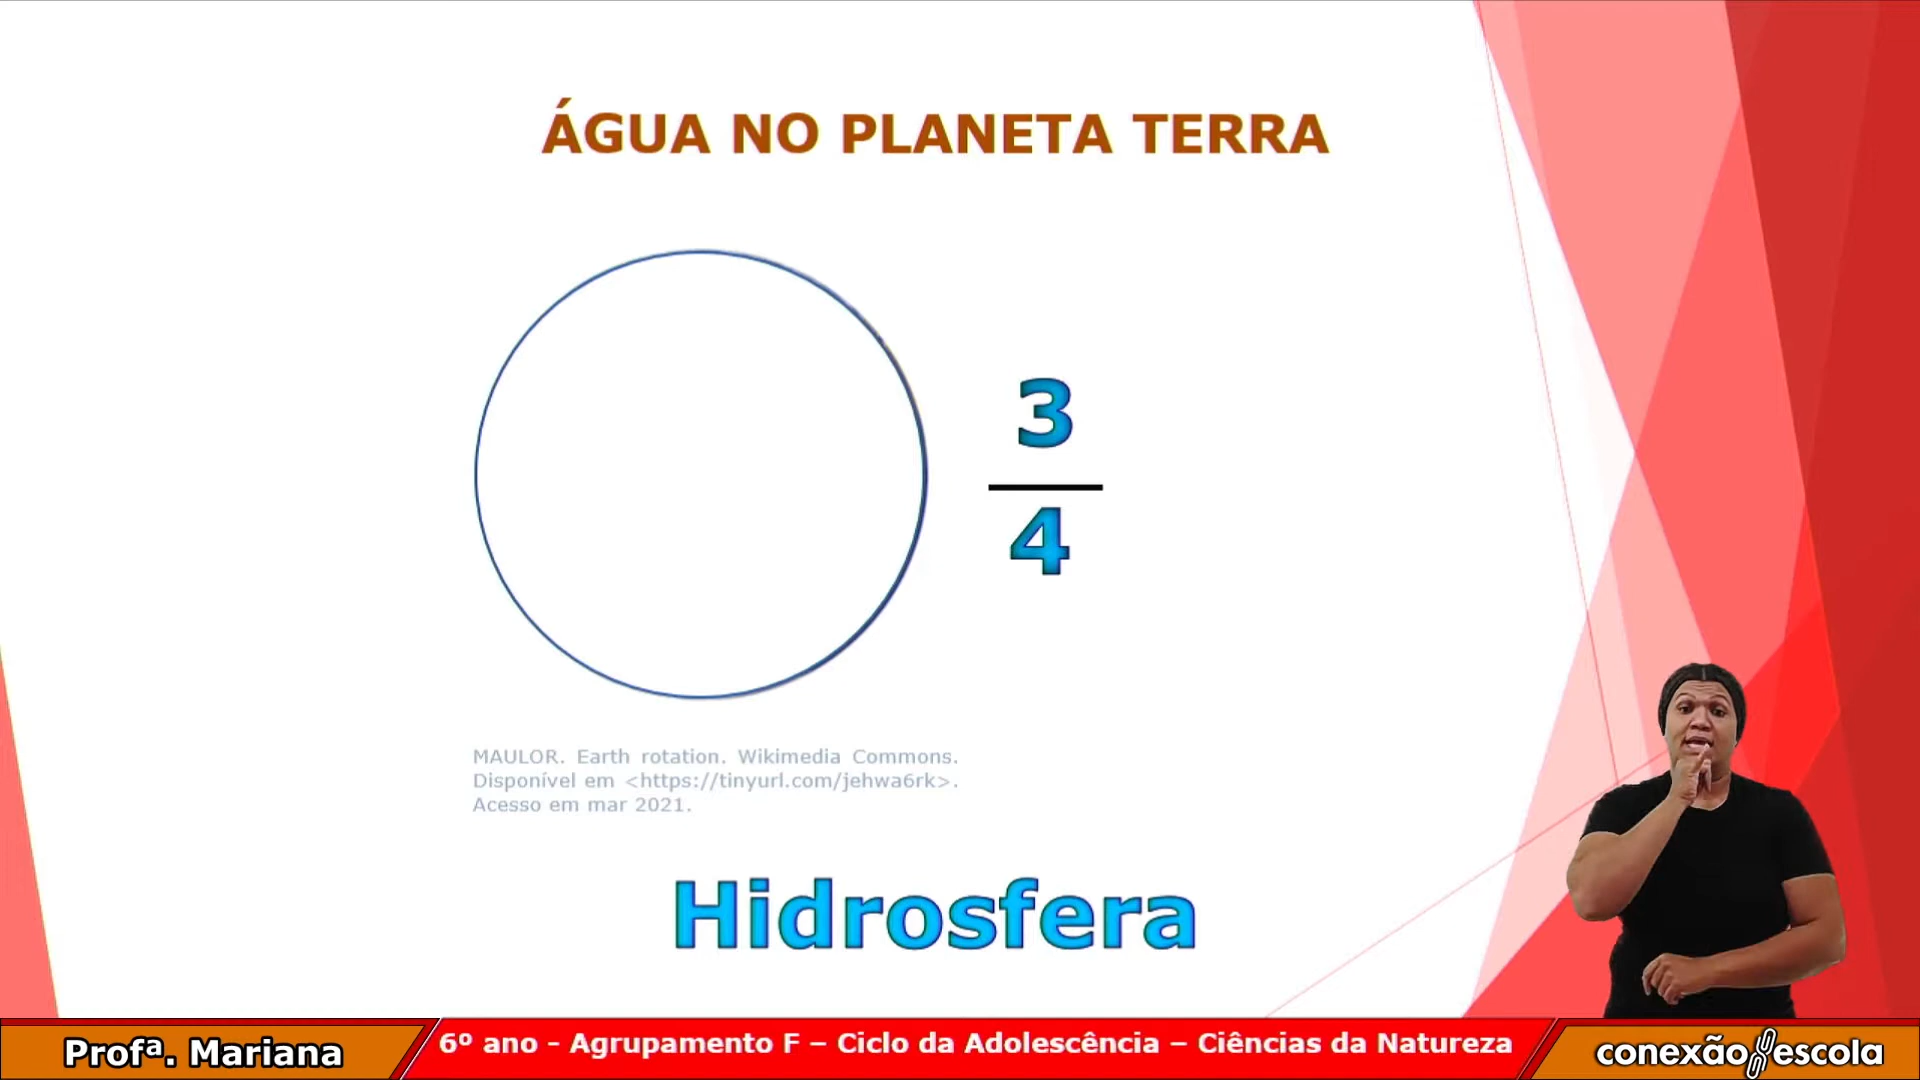 ÁGUA NO PLANETA TERRA
3
4
MAULOR. Earth rotation. Wikimedia Commons.
Disponível em <https://tinyurl.com/jehwa6rk>.
Acesso em mar 2021.
Hidrosfera
Profª. Mariana
6º ano - Agrupamento F – Ciclo da Adolescência – Ciências da Natureza
conexão escola